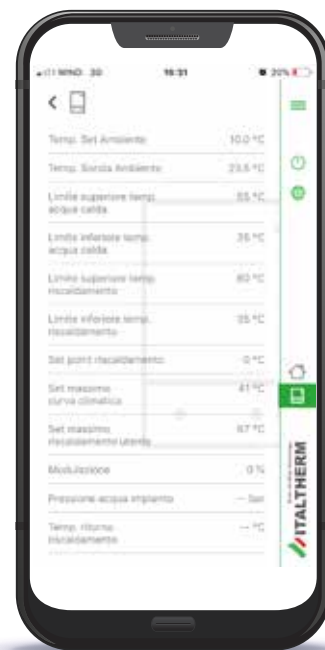 WIND 3G 16:31 20%
Temp. Set Ambiente 10.0 °C
Temp. Sonda Ambiente 23.5 °C
Limite superiore temp. 55 °C
acqua calda
Limite inferiore temp. 35 °C
acqua calda
Limite superiore temp. 80 °C
riscaldamento
Limite inferiore temp. 35 °C
riscaldamento
Set point riscaldamento 0 °C
Set massimo 41 °C
curva climatica
Set massimo 67 °C
riscaldamento utente
Modulazione 0 %
Pressione acqua impianto -- bar
Temp. ritorno -- °C
riscaldamento
ITALTHERM